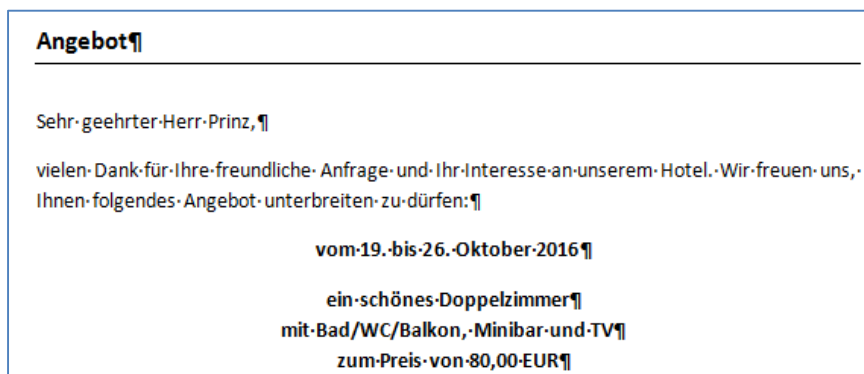 Angebot¶
Sehr·geehrter·Herr·Prinz,¶
vielen·Dank·für·Ihre·freundliche·Anfrage·und·Ihr·Interesse·an·unserem·Hotel.·Wir·freuen·uns,·
Ihnen·folgendes·Angebot·unterbreiten·zu·dürfen:¶
vom·19.·bis·26.·Oktober·2016¶
ein·schönes·Doppelzimmer¶
mit·Bad/WC/Balkon,·Minibar·und·TV¶
zum·Preis·von·80,00·EUR¶